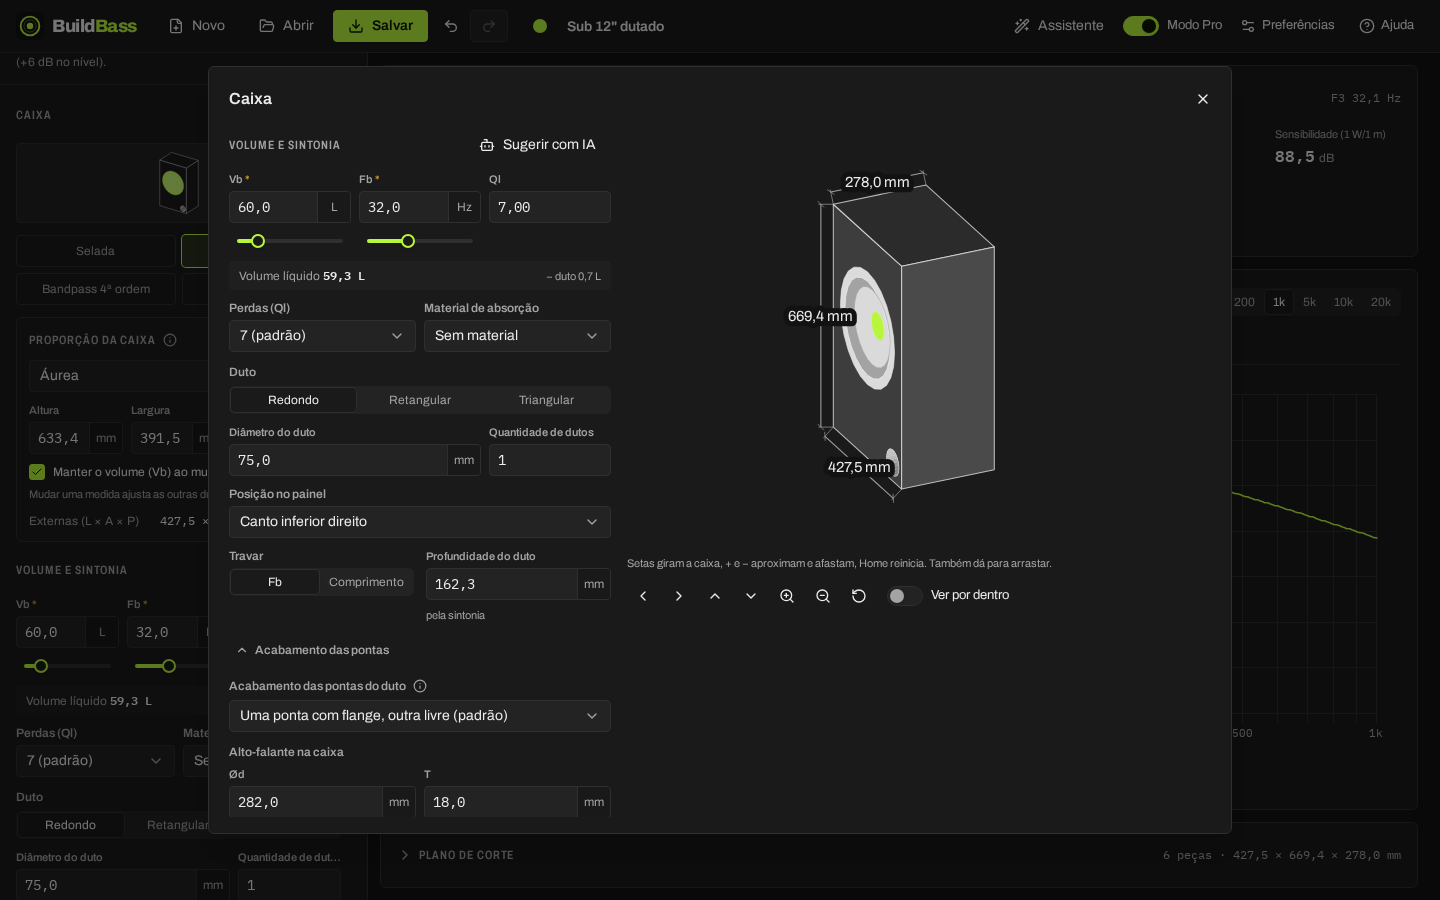 BuildBass
Novo
Abrir
Salvar
Sub 12" dutado
Assistente
Modo Pro
Preferências
Ajuda
(+6 dB no nível).
CAIXA
Selada
Bandpass 4ª ordem
PROPORÇÃO DA CAIXA
Áurea
Altura
Largura
633,4 mm
391,5 m
Manter o volume (Vb) ao mu
Mudar uma medida ajusta as outras d
Externas (L × A × P) 427,5 ×
VOLUME E SINTONIA
Vb *
Fb *
60,0 L
32,0
Volume líquido 59,3 L
Perdas (Ql)
Mate
7 (padrão)
Se
Duto
Redondo
Retangular
Diâmetro do duto
Quantidade de dut...
75,0 mm
1
Caixa
VOLUME E SINTONIA
Sugerir com IA
Vb *
Fb *
Ql
60,0 L
32,0 Hz
7,00
Volume líquido 59,3 L
– duto 0,7 L
Perdas (Ql)
Material de absorção
7 (padrão)
Sem material
Duto
Redondo
Retangular
Triangular
Diâmetro do duto
Quantidade de dutos
75,0 mm
1
Posição no painel
Canto inferior direito
Travar
Profundidade do duto
Fb
Comprimento
162,3 mm
pela sintonia
Acabamento das pontas
Acabamento das pontas do duto
Uma ponta com flange, outra livre (padrão)
Alto-falante na caixa
Ød
T
282,0 mm
18,0 mm
278,0 mm
669,4 mm
427,5 mm
Setas giram a caixa, + e – aproximam e afastam, Home reinicia. Também dá para arrastar.
Ver por dentro
F3 32,1 Hz
Sensibilidade (1 W/1 m)
88,5 dB
200
1k
5k
10k
20k
500
1k
PLANO DE CORTE
6 peças · 427,5 × 669,4 × 278,0 mm